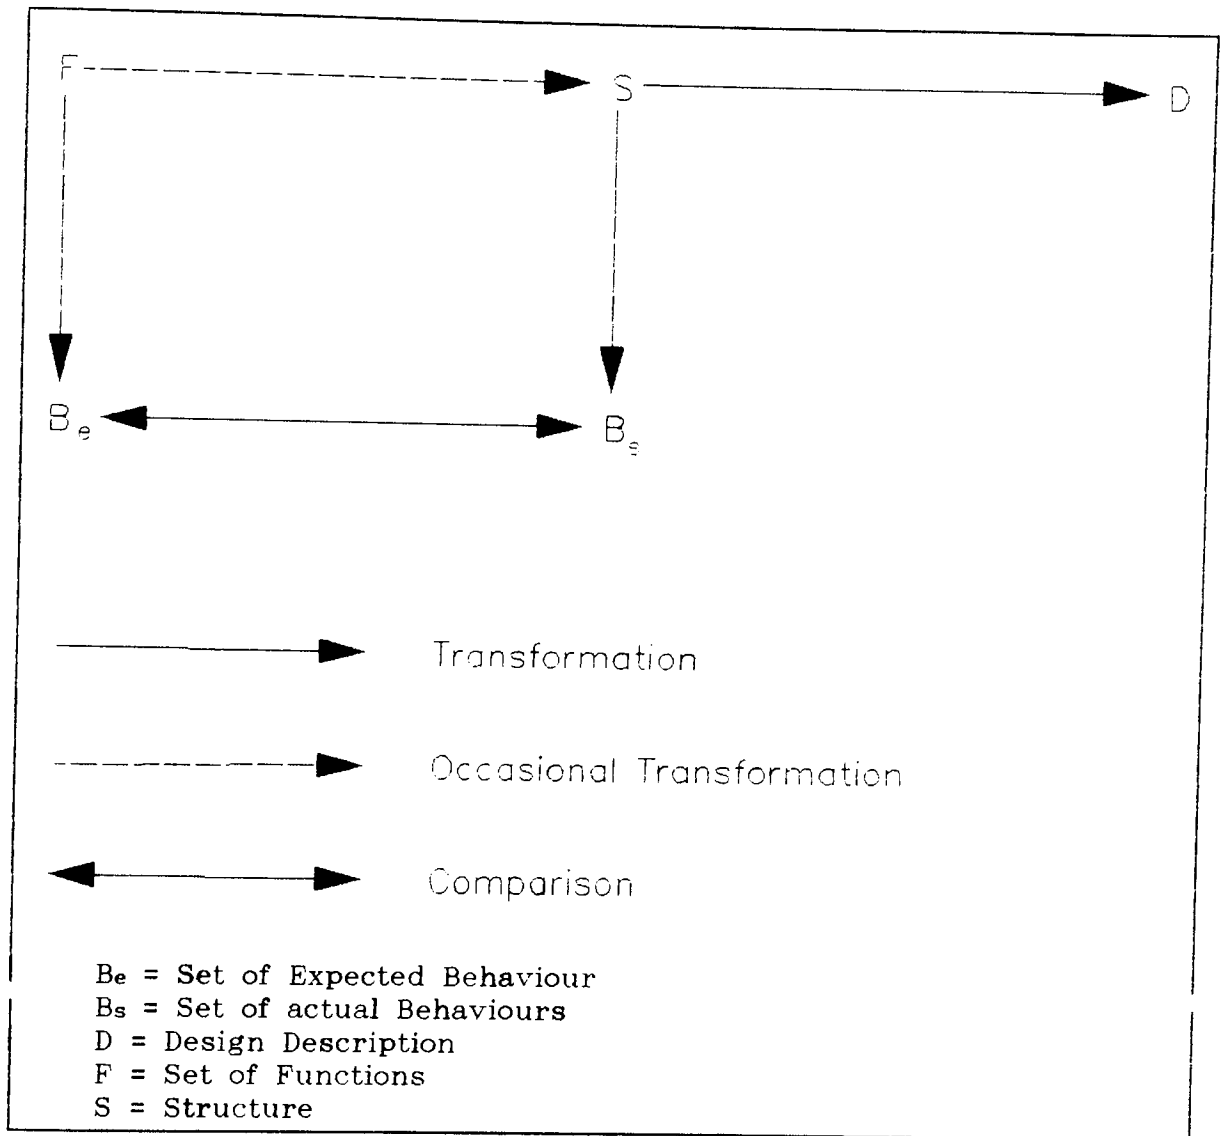 F S D
Be Bs
Transformation
Occasional Transformation
Comparison
Be = Set of Expected Behaviour
Bs = Set of actual Behaviours
D = Design Description
F = Set of Functions
S = Structure